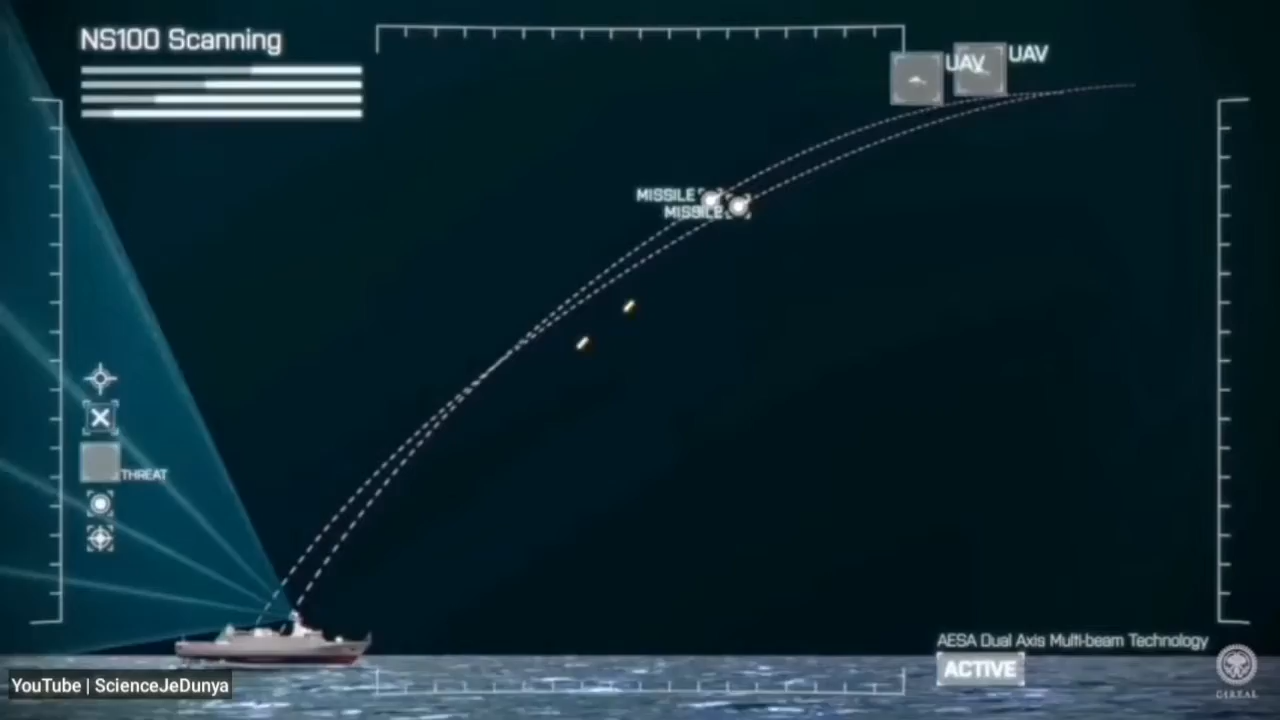 NS100 Scanning
UAV
UAV
MISSILE
MISSILE
THREAT
AESA Dual Axis Multi-beam Technology
ACTIVE
YouTube | ScienceJeDunya